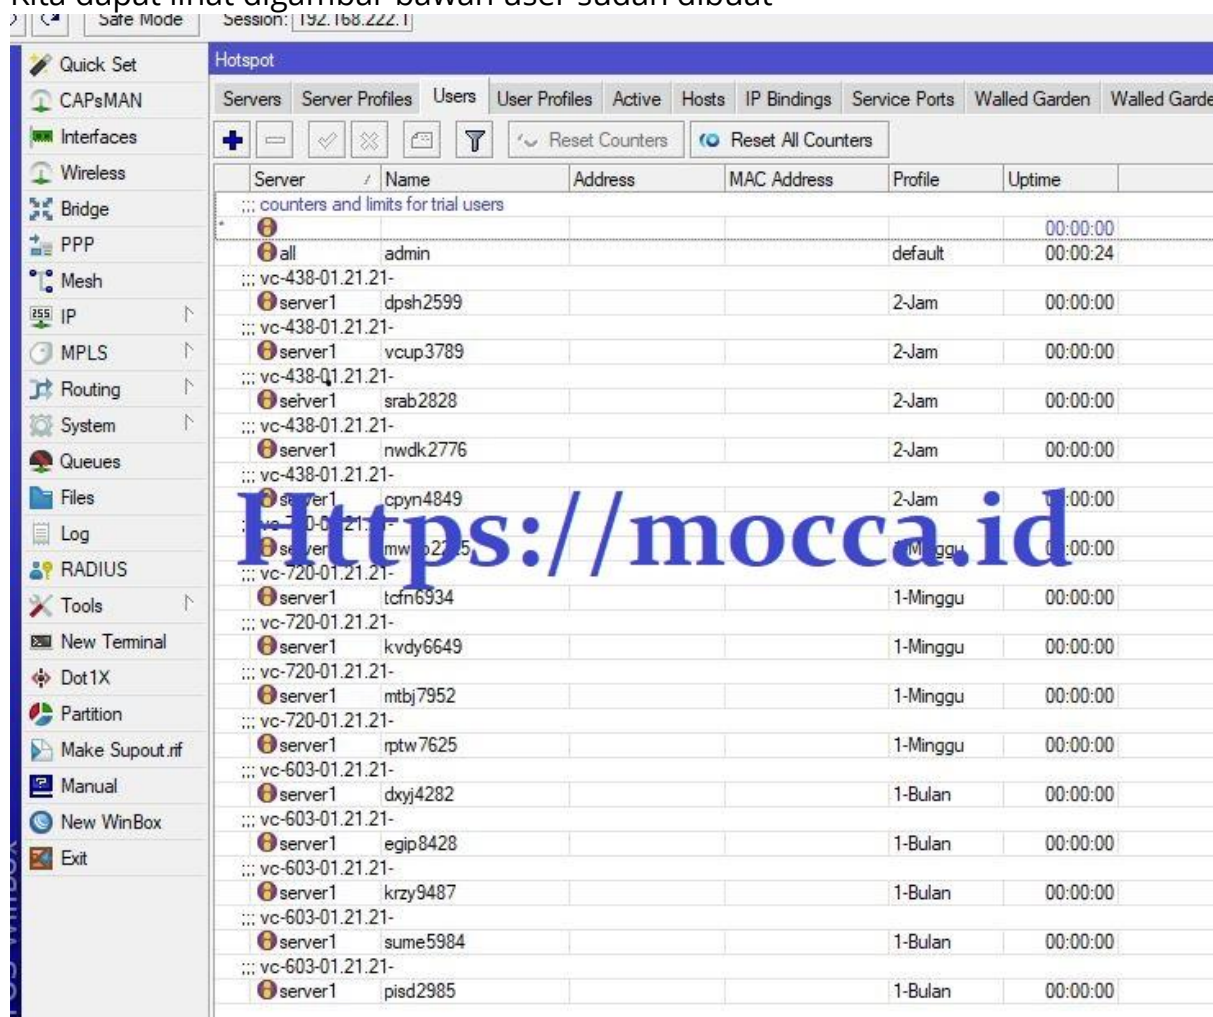 Kita dapat lihat digambar bawah user sudah dibuat
Safe Mode Session: 192.168.222.1
Quick Set
CAPsMAN
Interfaces
Wireless
Bridge
PPP
Mesh
IP
MPLS
Routing
System
Queues
Files
Log
RADIUS
Tools
New Terminal
Dot1X
Partition
Make Supout.rif
Manual
New WinBox
Exit
WinBox
Hotspot
Servers Server Profiles Users User Profiles Active Hosts IP Bindings Service Ports Walled Garden Walled Garde
Reset Counters Reset All Counters
Server / Name Address MAC Address Profile Uptime
;;; counters and limits for trial users
* 00:00:00
all admin default 00:00:24
;;; vc-438-01.21.21-
server1 dpsh2599 2-Jam 00:00:00
;;; vc-438-01.21.21-
server1 vcup3789 2-Jam 00:00:00
;;; vc-438-01.21.21-
server1 srab2828 2-Jam 00:00:00
;;; vc-438-01.21.21-
server1 nwdk2776 2-Jam 00:00:00
;;; vc-438-01.21.21-
server1 cpyn4849 2-Jam 00:00:00
Https://mocca.id
;;; vc-720-01.21.21-
server1 tcfn6934 1-Minggu 00:00:00
;;; vc-720-01.21.21-
server1 kvdy6649 1-Minggu 00:00:00
;;; vc-720-01.21.21-
server1 mtbj7952 1-Minggu 00:00:00
;;; vc-720-01.21.21-
server1 rptw7625 1-Minggu 00:00:00
;;; vc-603-01.21.21-
server1 dxyj4282 1-Bulan 00:00:00
;;; vc-603-01.21.21-
server1 egip8428 1-Bulan 00:00:00
;;; vc-603-01.21.21-
server1 krzy9487 1-Bulan 00:00:00
;;; vc-603-01.21.21-
server1 sume5984 1-Bulan 00:00:00
;;; vc-603-01.21.21-
server1 pisd2985 1-Bulan 00:00:00